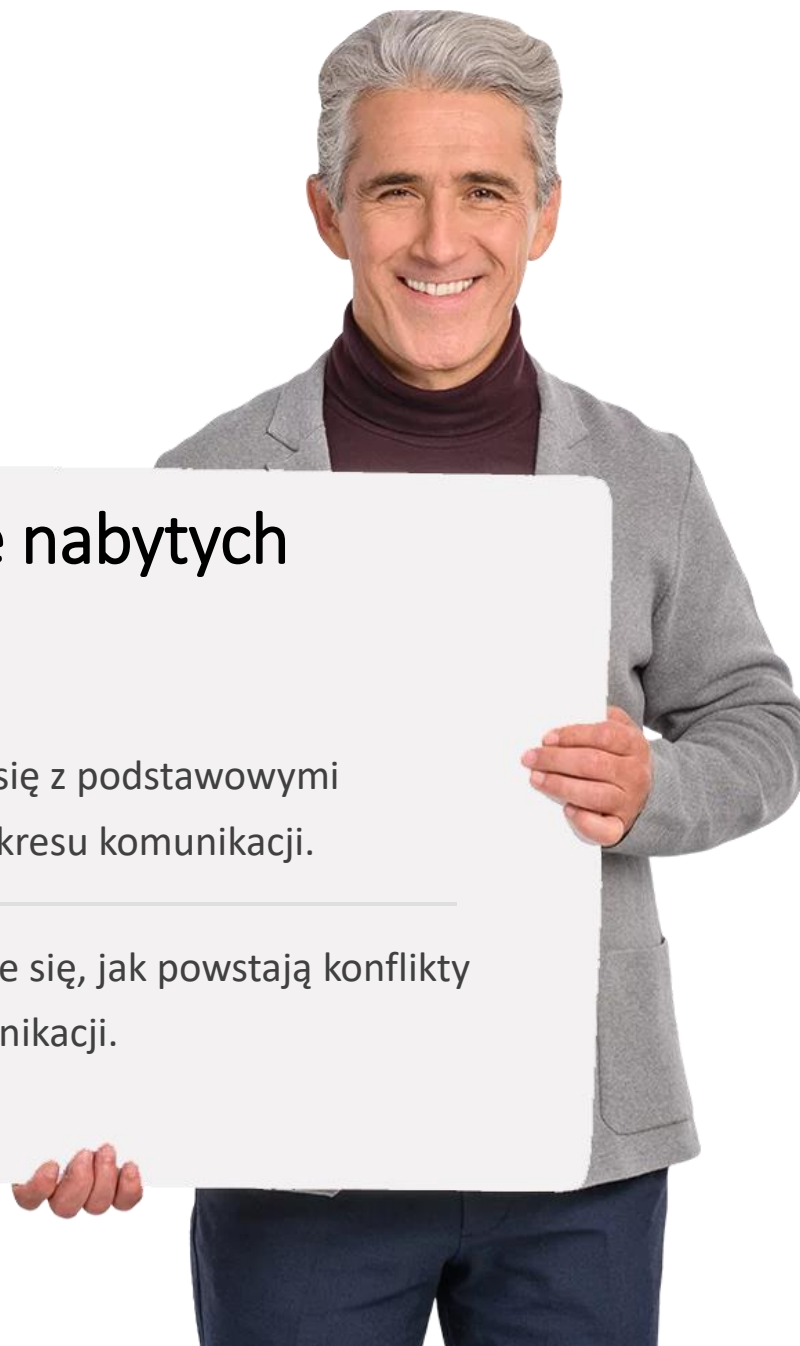 nabytych
się z podstawowymi
kresu komunikacji.
e się, jak powstają konflikty
nikacji.